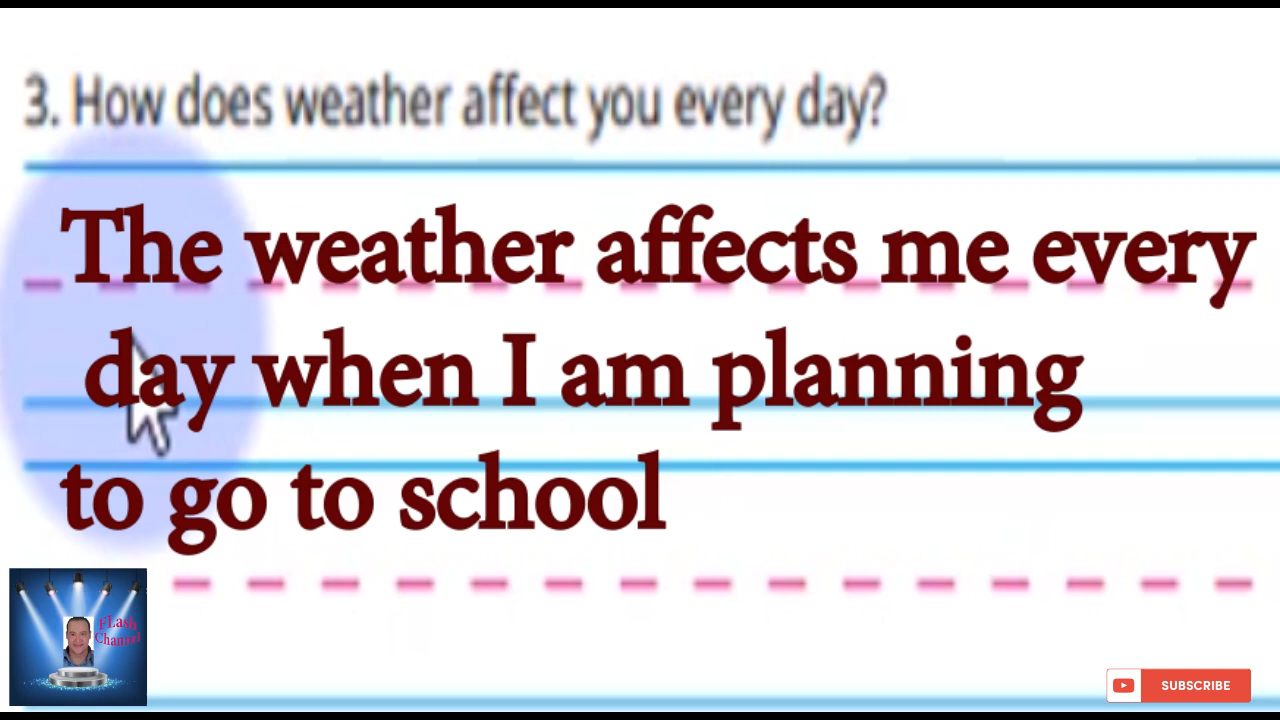 3. How does weather affect you every day?
The weather affects me every
day when I am planning
to go to school
FLash
Channel
SUBSCRIBE